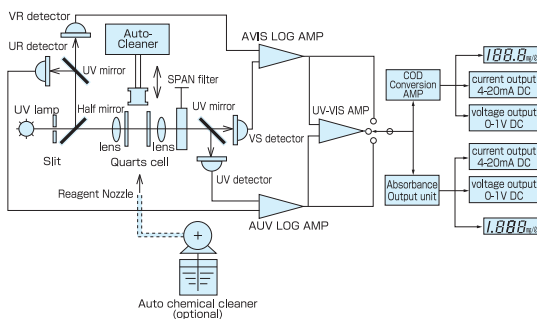 VR detector
UR detector
UV mirror
UV lamp
Half mirror
Slit
Auto-
Cleaner
SPAN filter
UV mirror
lens
lens
Quarts cell
VS detector
UV detector
Reagent Nozzle
Auto chemical cleaner
(optional)
AVIS LOG AMP
UV-VIS AMP
AUV LOG AMP
COD
Conversion
AMP
Absorbance
Output unit
188.8 mg/ℓ
current output
4-20mA DC
voltage output
0-1V DC
current output
4-20mA DC
voltage output
0-1V DC
1.888 mg/ℓ